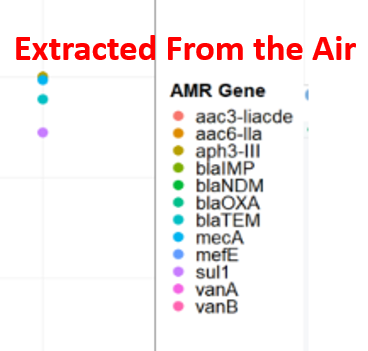 Extracted From the Air
AMR Gene
aac3-liacde
aac6-IIa
aph3-III
blaIMP
blaNDM
blaOXA
blaTEM
mecA
mefE
sul1
vanA
vanB